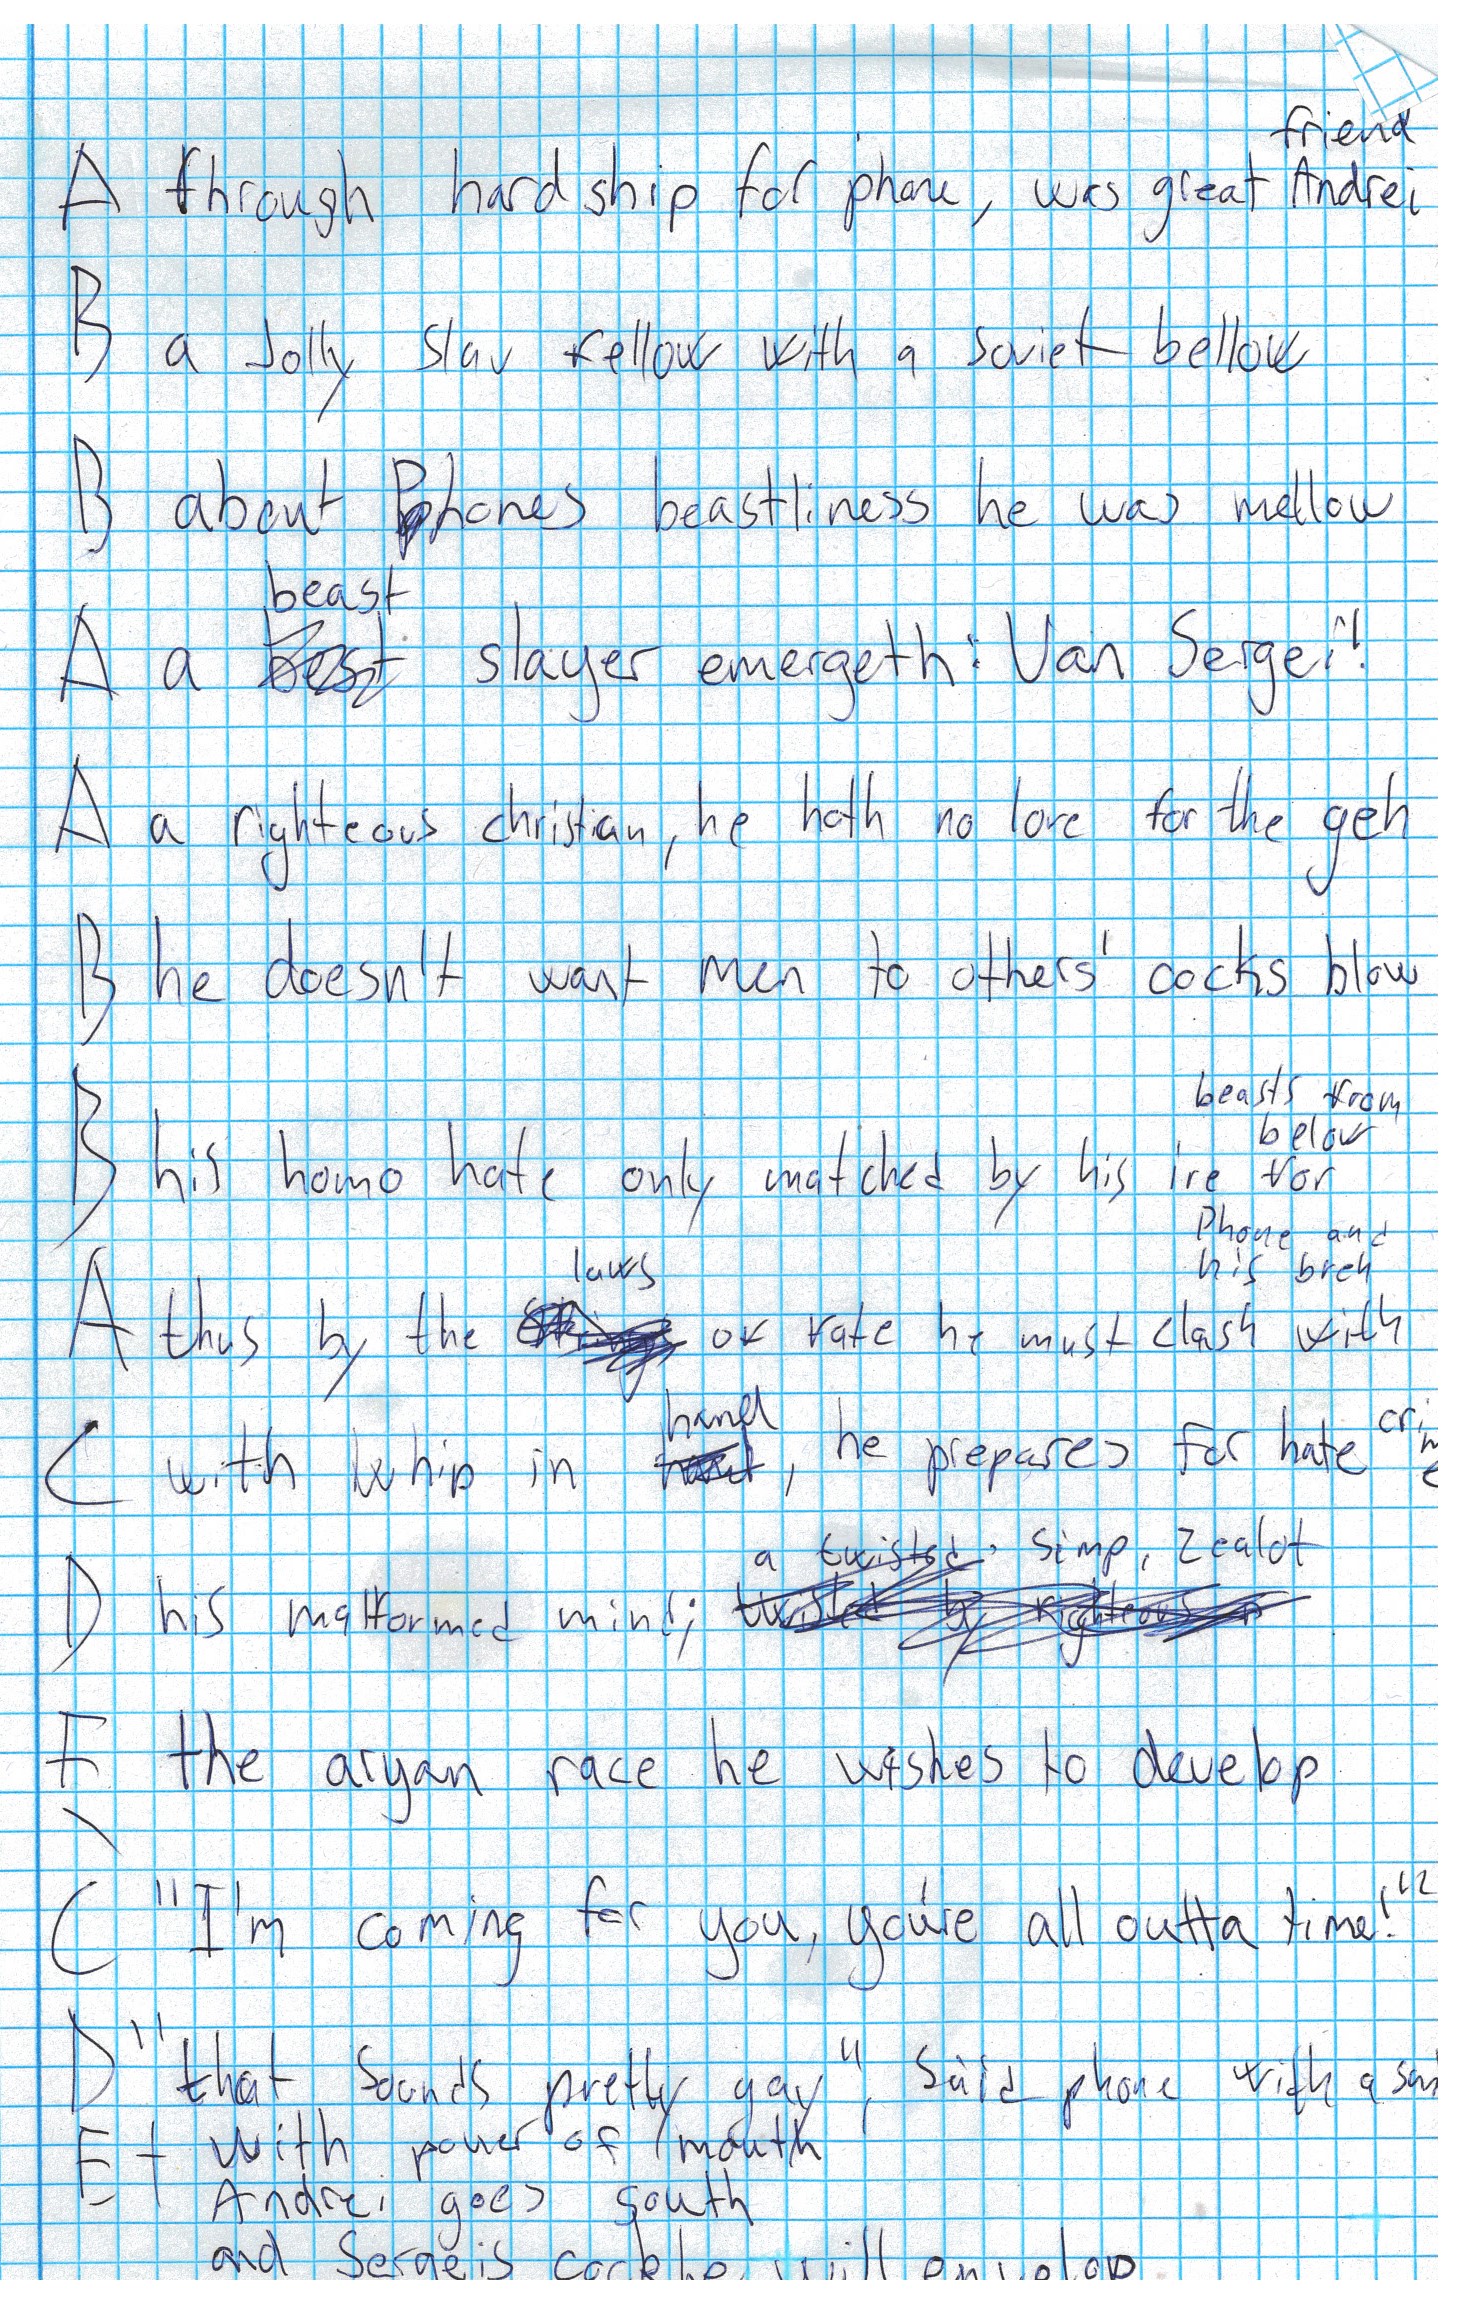 friend
A through hardship for phone, was great Andrei
B a Jolly Slav fellow with a soviet bellow
B about Phones beastliness he was mellow
beast
A a slayer emergeth: Van Sergei!
A a righteous christian, he hath no love for the geh
B he doesn't want men to others' cocks blow
beasts from
below
B his homo hate only matched by his ire for
Phone and
his breh
laws
A thus by the of fate he must clash with
hand
C with whip in , he prepares for hate crime
a twisted simp, zealot
D his malformed mind; twisted by righteous
E the aryan race he wishes to develop
C "I'm coming for you, you're all outta time!"
D "that sounds pretty gay", said phone with a
E+ with power of mouth
Andrei goes south
and Sergeis cock he will envelop